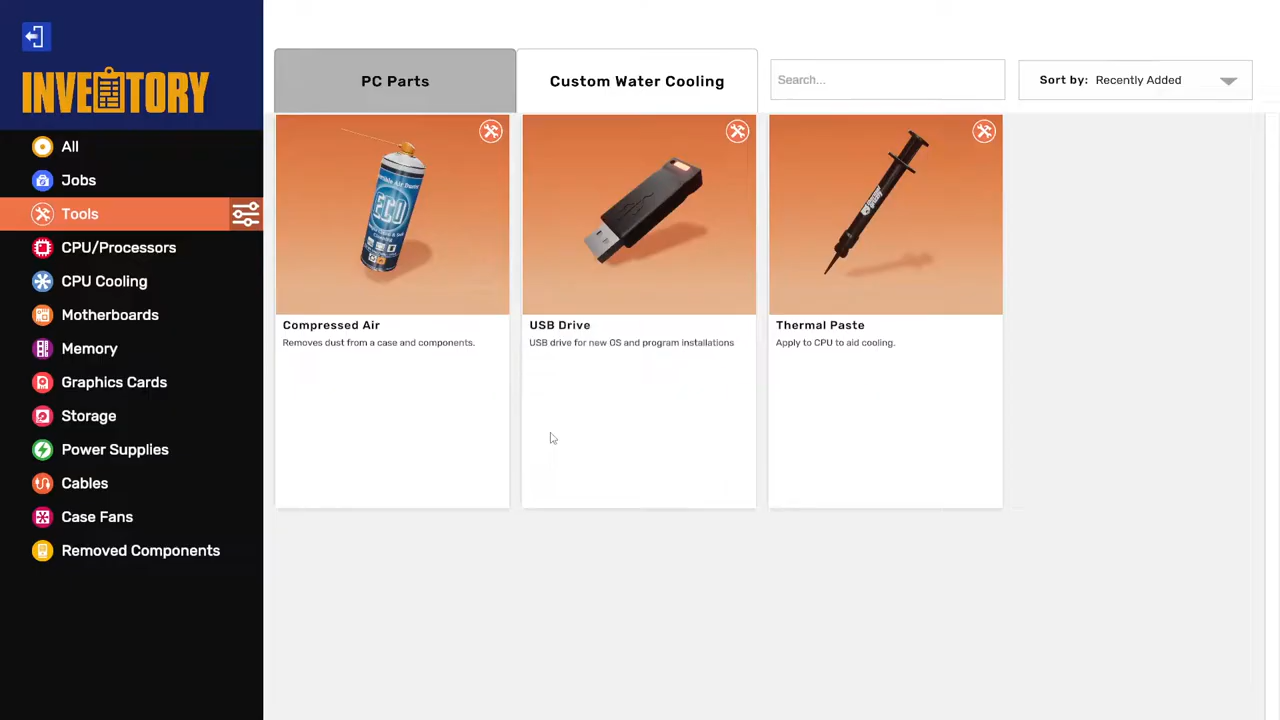 INVENTORY
All
Jobs
Tools
CPU/Processors
CPU Cooling
Motherboards
Memory
Graphics Cards
Storage
Power Supplies
Cables
Case Fans
Removed Components
PC Parts
Custom Water Cooling
Search...
Sort by: Recently Added
ECO
Compressed Air
Removes dust from a case and components.
USB Drive
USB drive for new OS and program installations
Thermal Paste
Apply to CPU to aid cooling.